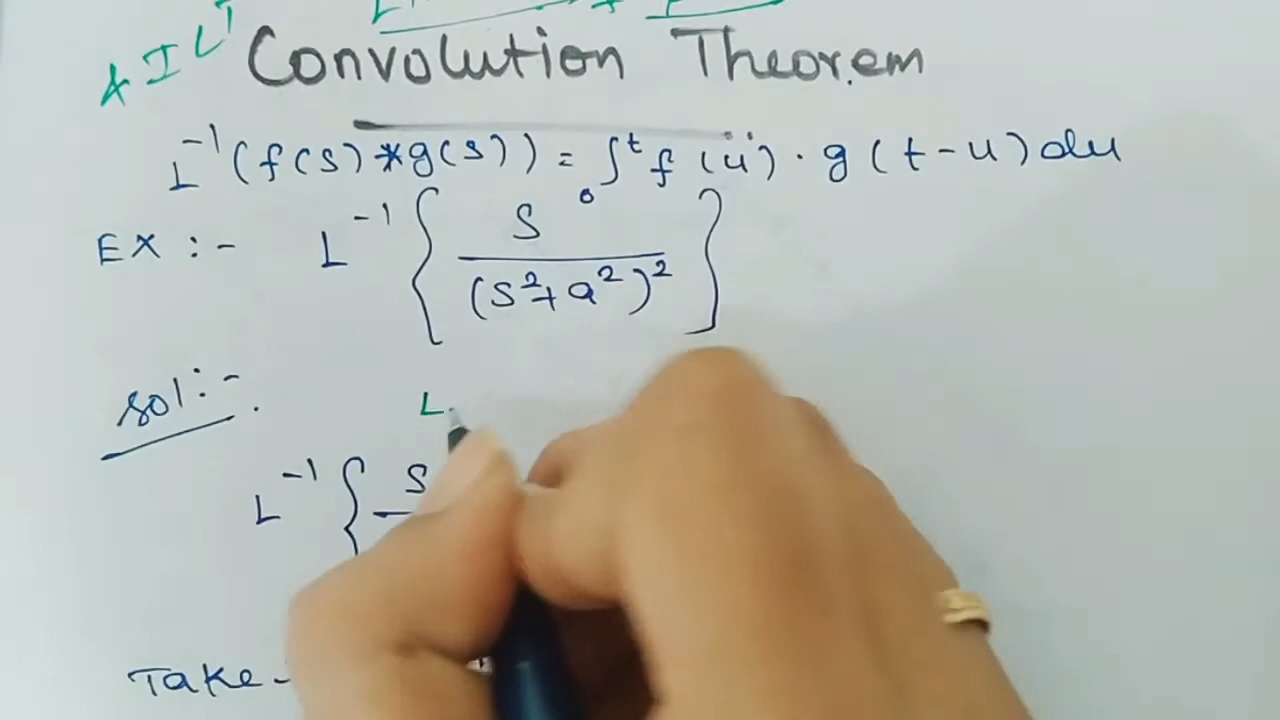 & I L T Convolution Theorem
L⁻¹(f(s)*g(s)) = ∫₀ᵗ f(u)·g(t-u)du
EX :- L⁻¹ { S / (S²+a²)² }
sol:-
L
L⁻¹ { S
Take